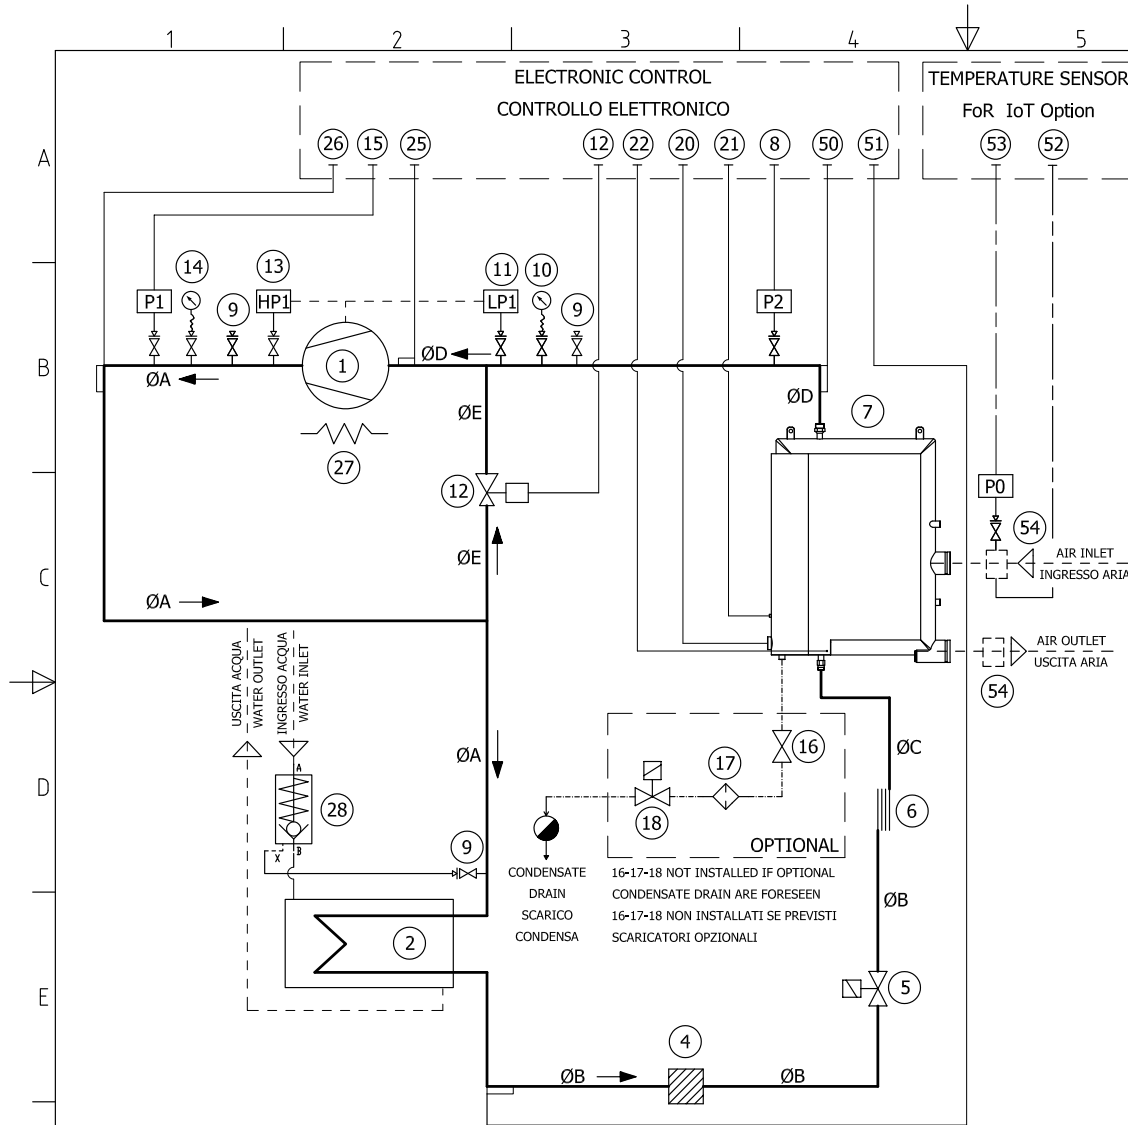 1 2 3 4 5
ELECTRONIC CONTROL
CONTROLLO ELETTRONICO
TEMPERATURE SENSOR
FoR IoT Option
A
26 15 25 12 22 20 21 8 50 51 53 52
14 13 11 10
9 9
P1 HP1 LP1 P2
B
1
ØD
ØA
ØE
ØD
7
27
12
P0
54
AIR INLET
INGRESSO ARIA
C
ØE
ØA
USCITA ACQUA
WATER OUTLET
INGRESSO ACQUA
WATER INLET
AIR OUTLET
USCITA ARIA
54
ØA
16
ØC
17
D
A
28
18
6
X B
9
OPTIONAL
CONDENSATE
DRAIN
SCARICO
CONDENSA
16-17-18 NOT INSTALLED IF OPTIONAL
CONDENSATE DRAIN ARE FORESEEN
16-17-18 NON INSTALLATI SE PREVISTI
SCARICATORI OPZIONALI
ØB
2
E
5
4
ØB ØB